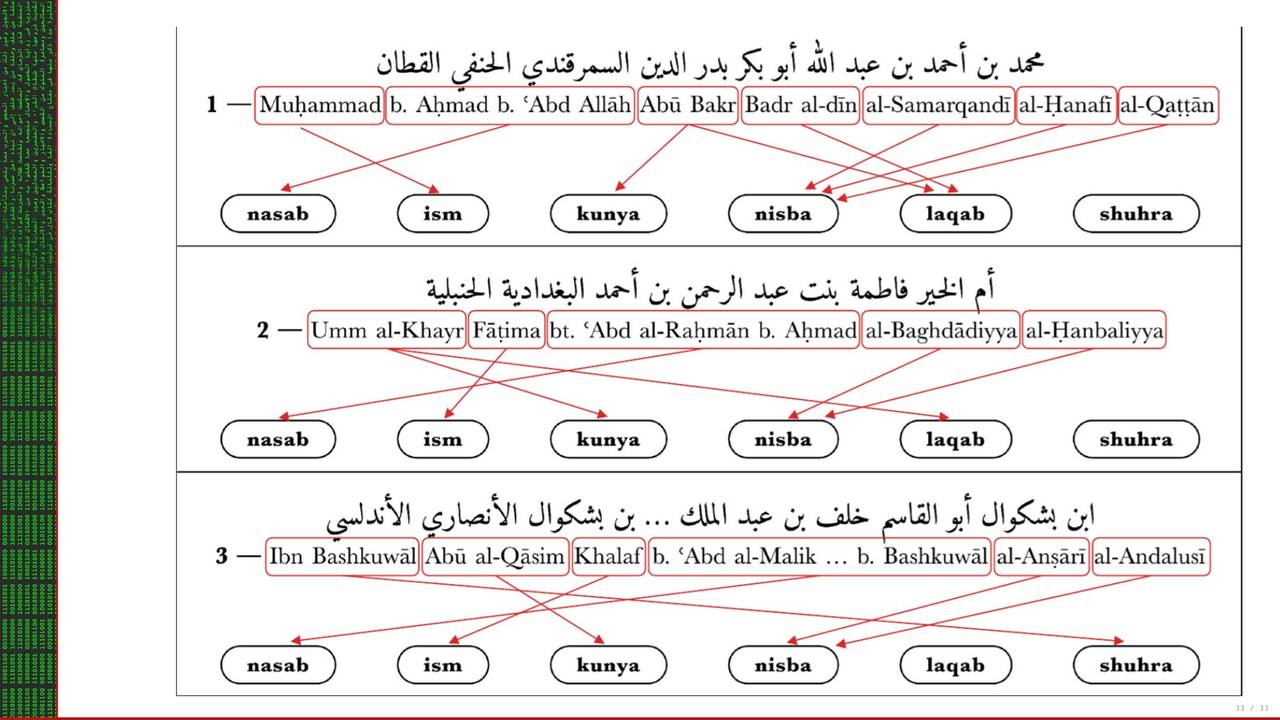 محمد بن أحمد بن عبد الله أبو بكر بدر الدين السمرقندي الحنفي القطان
1 — Muḥammad b. Aḥmad b. ʿAbd Allāh Abū Bakr Badr al-dīn al-Samarqandī al-Ḥanafī al-Qaṭṭān
nasab ism kunya nisba laqab shuhra
أم الخير فاطمة بنت عبد الرحمن بن أحمد البغدادية الحنبلية
2 — Umm al-Khayr Fāṭima bt. ʿAbd al-Raḥmān b. Aḥmad al-Baghdādiyya al-Ḥanbaliyya
nasab ism kunya nisba laqab shuhra
ابن بشكوال أبو القاسم خلف بن عبد الملك ... بن بشكوال الأنصاري الأندلسي
3 — Ibn Bashkuwāl Abū al-Qāsim Khalaf b. ʿAbd al-Malik ... b. Bashkuwāl al-Anṣārī al-Andalusī
nasab ism kunya nisba laqab shuhra
33 / 33